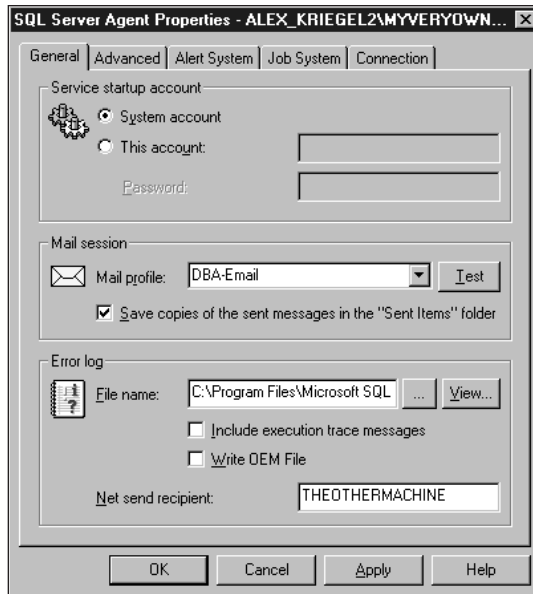 SQL Server Agent Properties - ALEX_KRIEGEL2\MYVERYOWN...
General Advanced Alert System Job System Connection
Service startup account
System account
This account:
Password:
Mail session
Mail profile: DBA-Email Test
Save copies of the sent messages in the "Sent Items" folder
Error log
File name: C:\Program Files\Microsoft SQL ... View...
Include execution trace messages
Write OEM File
Net send recipient: THEOTHERMACHINE
OK Cancel Apply Help